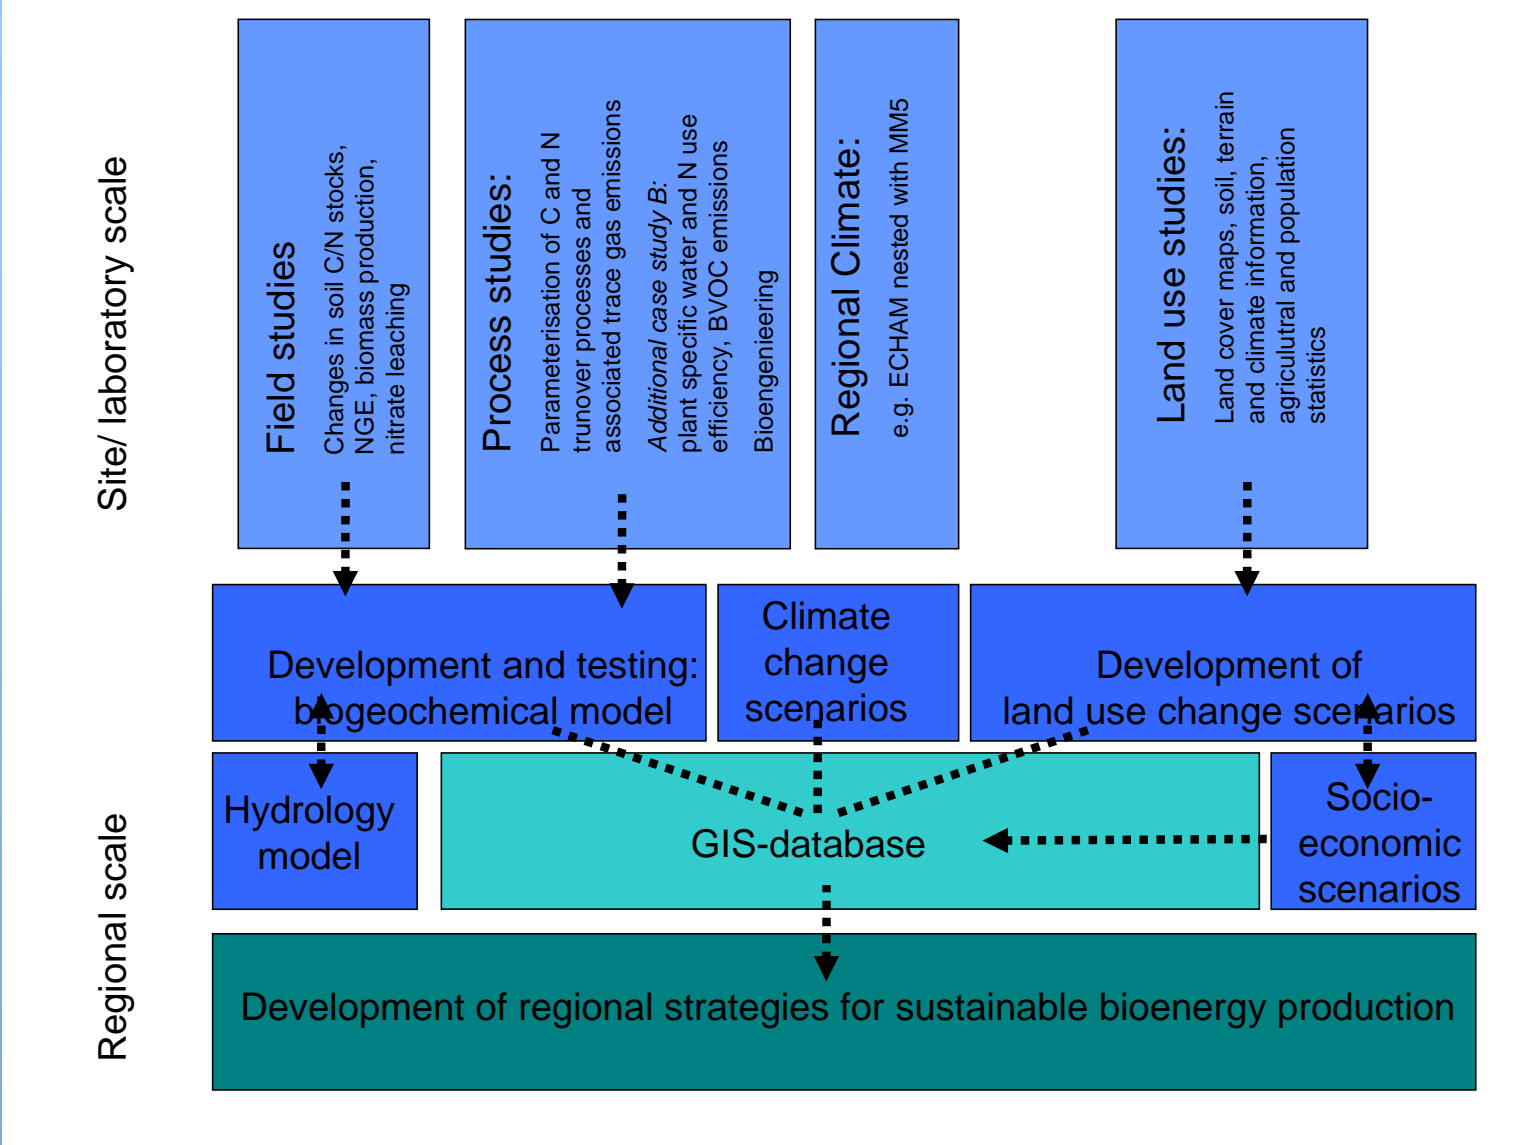 Site/ laboratory scale
Field studies
Changes in soil C/N stocks,
NGE, biomass production,
nitrate leaching
Process studies:
Parameterisation of C and N
trunover processes and
associated trace gas emissions
Additional case study B:
plant specific water and N use
efficiency, BVOC emissions
Bioengenieering
Regional Climate:
e.g. ECHAM nested with MM5
Land use studies:
Land cover maps, soil, terrain
and climate information,
agriculutral and population
statistics
Development and testing:
biogeochemical model
Climate
change
scenarios
Development of
land use change scenarios
Regional scale
Hydrology
model
GIS-database
Socio-
economic
scenarios
Development of regional strategies for sustainable bioenergy production